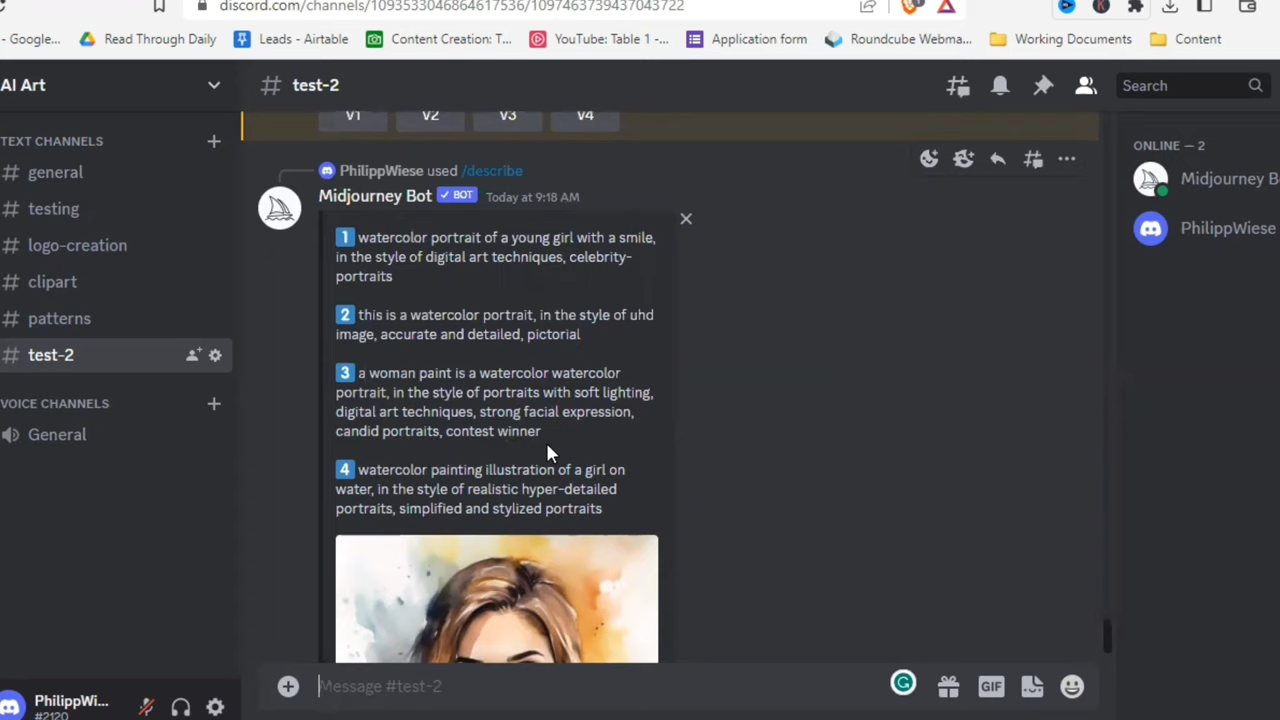 discord.com/channels/1093533046864617536/1097463739437043722
- Google... Read Through Daily Leads - Airtable Content Creation: T... YouTube: Table 1 -... Application form Roundcube Webma... Working Documents Content
AI Art
# test-2
Search
TEXT CHANNELS
# general
# testing
# logo-creation
# clipart
# patterns
# test-2
VOICE CHANNELS
General
PhilippWi...
#2120
V1 V2 V3 V4
PhilippWiese used /describe
Midjourney Bot BOT Today at 9:18 AM
1 watercolor portrait of a young girl with a smile,
in the style of digital art techniques, celebrity-
portraits
2 this is a watercolor portrait, in the style of uhd
image, accurate and detailed, pictorial
3 a woman paint is a watercolor watercolor
portrait, in the style of portraits with soft lighting,
digital art techniques, strong facial expression,
candid portraits, contest winner
4 watercolor painting illustration of a girl on
water, in the style of realistic hyper-detailed
portraits, simplified and stylized portraits
Message #test-2
GIF
ONLINE — 2
Midjourney B
PhilippWiese